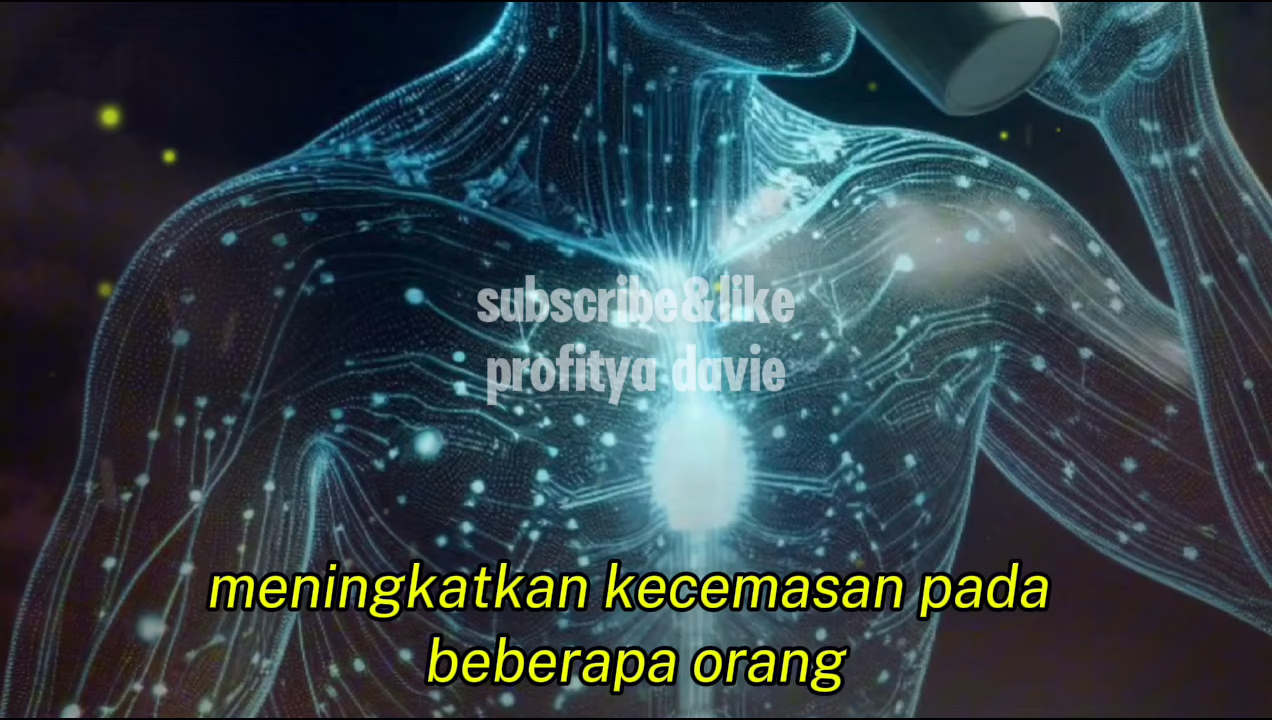 subscribe&like
profitya davie
meningkatkan kecemasan pada
beberapa orang